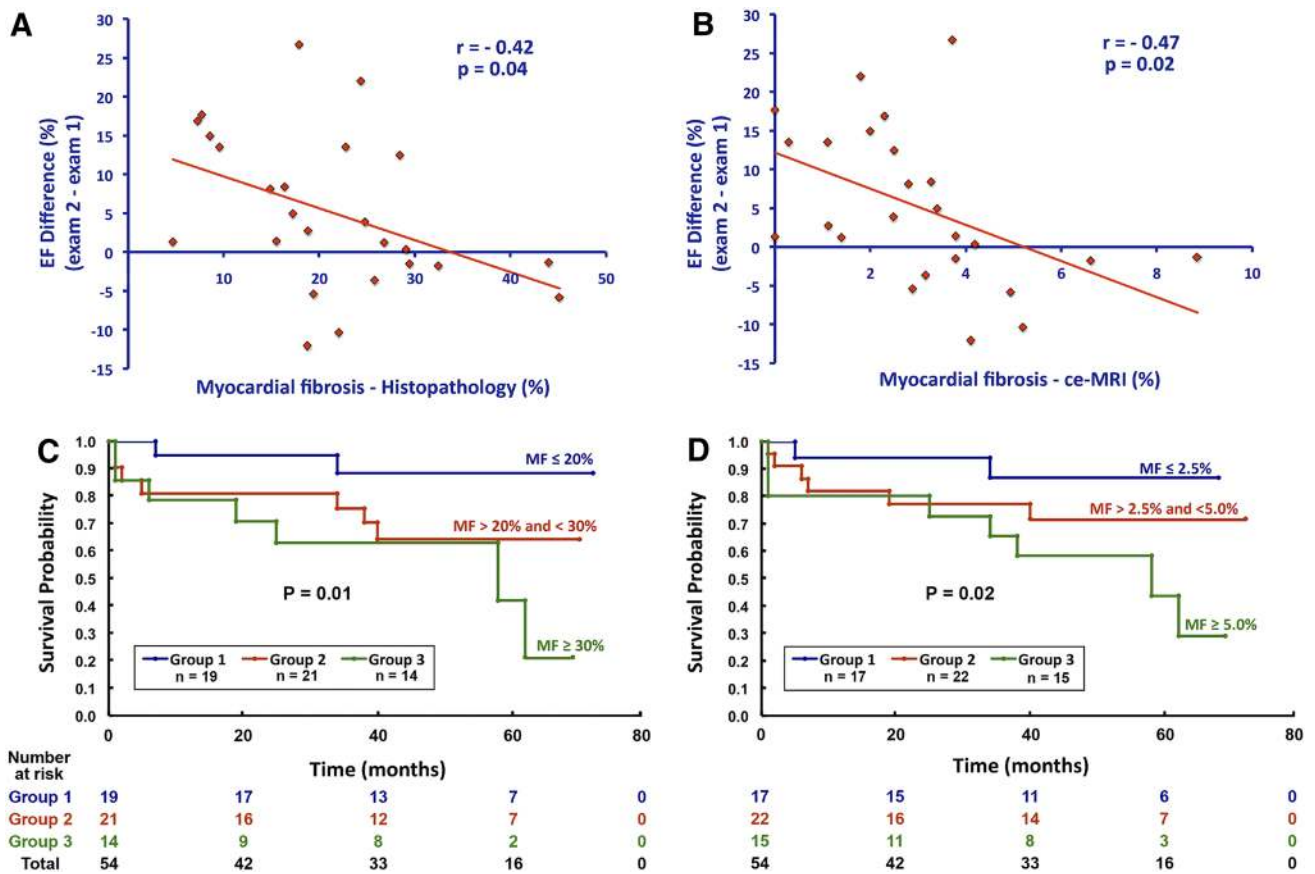 A
r = - 0.42
p = 0.04
EF Difference (%)
(exam 2 - exam 1)
30
25
20
15
10
5
0
-5
-10
-15
10 20 30 40 50
Myocardial fibrosis - Histopathology (%)
B
r = - 0.47
p = 0.02
EF Difference (%)
(exam 2 - exam 1)
30
25
20
15
10
5
0
-5
-10
-15
2 4 6 8 10
Myocardial fibrosis - ce-MRI (%)
C
Survival Probability
1.0
0.9
0.8
0.7
0.6
0.5
0.4
0.3
0.2
0.1
0.0
MF ≤ 20%
MF > 20% and < 30%
P = 0.01
MF ≥ 30%
Group 1 Group 2 Group 3
n = 19 n = 21 n = 14
0 20 40 60 80
Time (months)
D
Survival Probability
1.0
0.9
0.8
0.7
0.6
0.5
0.4
0.3
0.2
0.1
0.0
MF ≤ 2.5%
MF > 2.5% and <5.0%
P = 0.02
MF ≥ 5.0%
Group 1 Group 2 Group 3
n = 17 n = 22 n = 15
0 20 40 60 80
Time (months)
Number
at risk
Group 1 19 17 13 7 0 17 15 11 6 0
Group 2 21 16 12 7 0 22 16 14 7 0
Group 3 14 9 8 2 0 15 11 8 3 0
Total 54 42 33 16 0 54 42 33 16 0